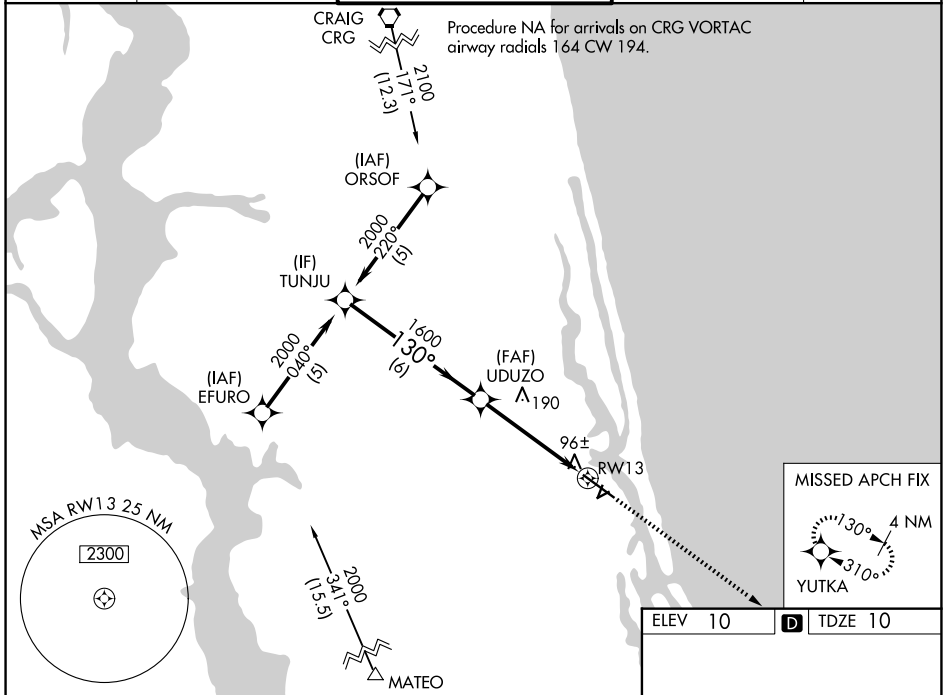 CRAIG
CRG
Procedure NA for arrivals on CRG VORTAC
airway radials 164 CW 194.
2100
171°
(12.3)
(IAF)
ORSOF
2000
220°
(5)
(IF)
TUNJU
2000
040°
(5)
1600
130°
(6)
(IAF)
EFURO
(FAF)
UDUZO
190
96±
RW13
MSA RW13 25 NM
2300
2000
341°
(15.5)
MATEO
MISSED APCH FIX
130°
4 NM
310°
YUTKA
ELEV 10
D
TDZE 10